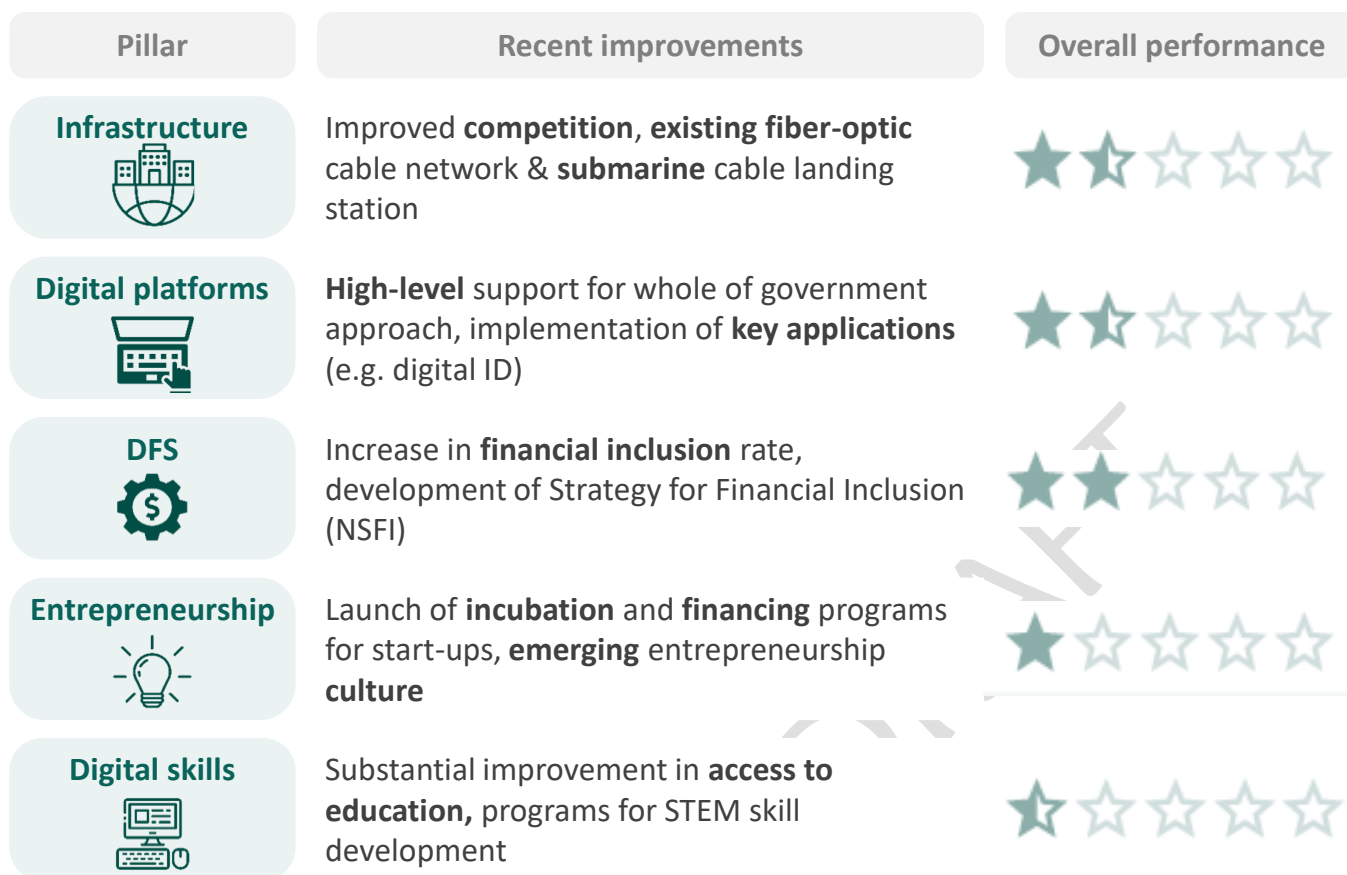 Pillar
Recent improvements
Overall performance
Infrastructure
Improved competition, existing fiber-optic
cable network & submarine cable landing
station
Digital platforms
High-level support for whole of government
approach, implementation of key applications
(e.g. digital ID)
DFS
$
Increase in financial inclusion rate,
development of Strategy for Financial Inclusion
(NSFI)
Entrepreneurship
Launch of incubation and financing programs
for start-ups, emerging entrepreneurship
culture
Digital skills
Substantial improvement in access to
education, programs for STEM skill
development